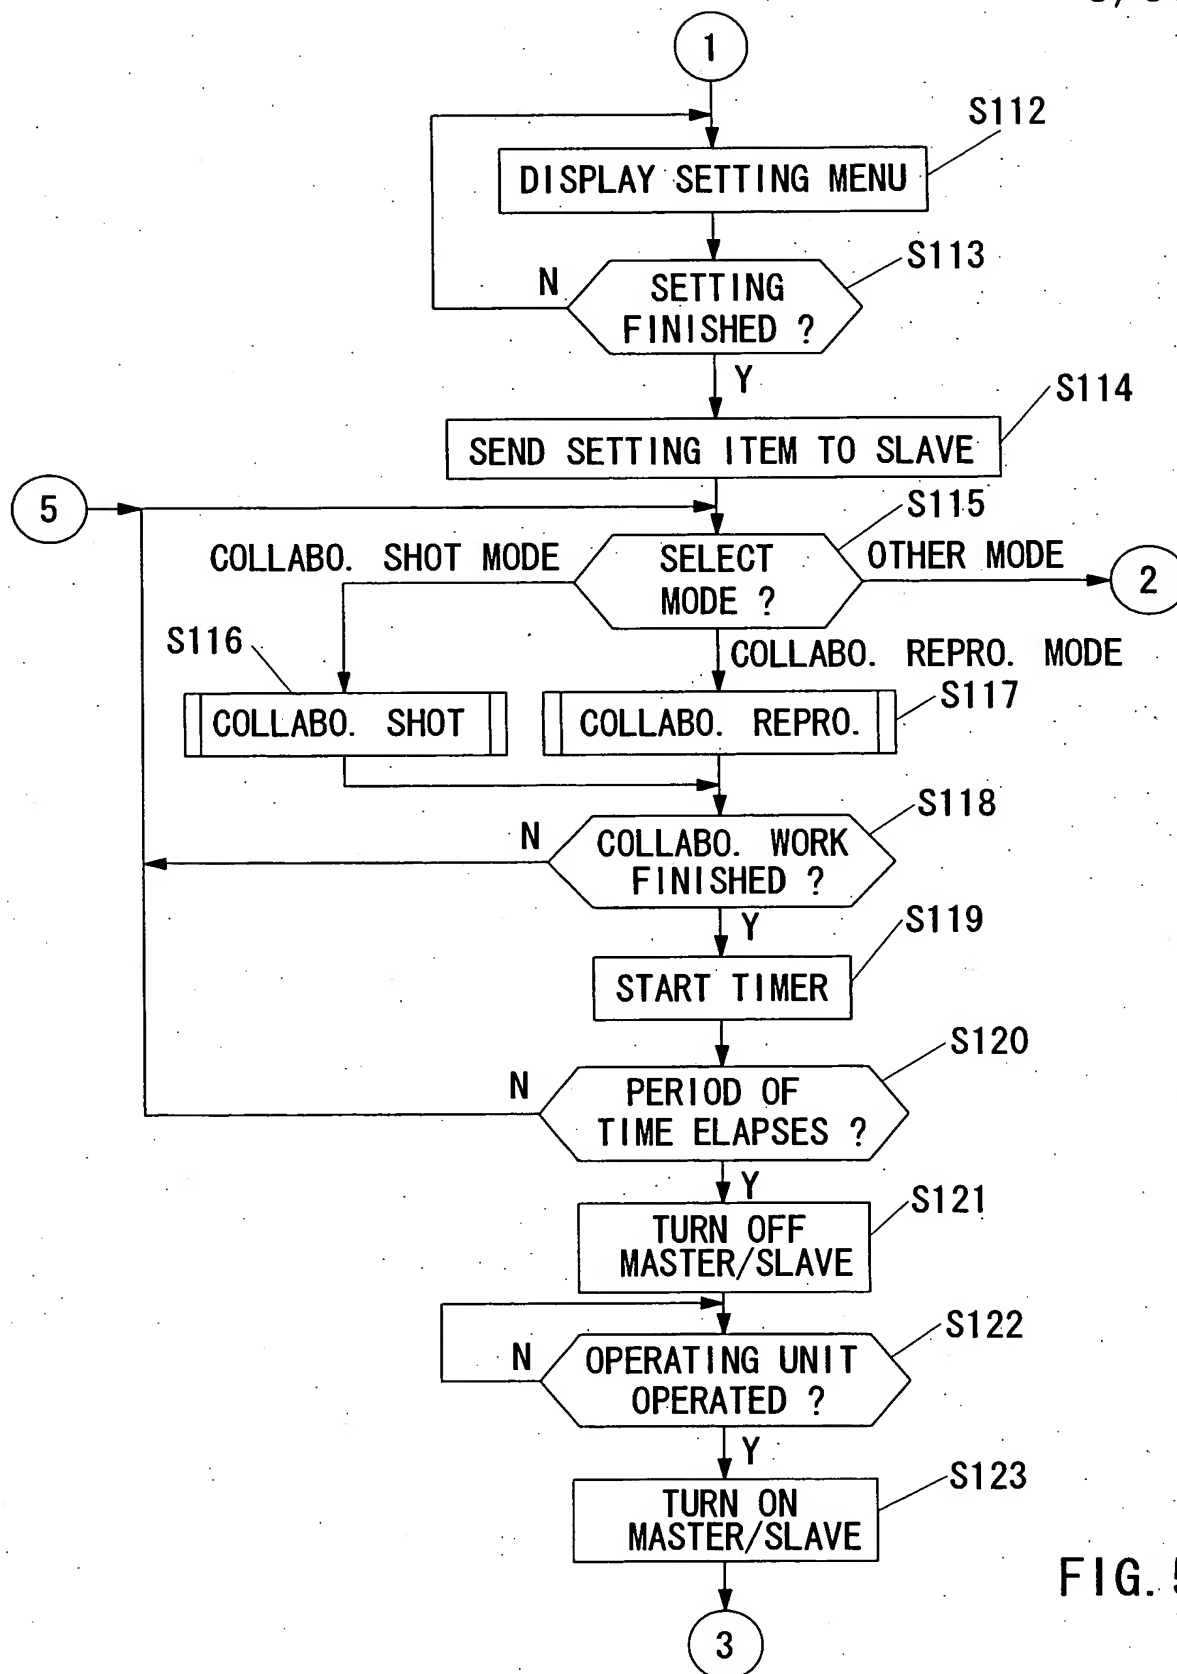 1
S112
DISPLAY SETTING MENU
S113
N
SETTING
FINISHED ?
Y
S114
SEND SETTING ITEM TO SLAVE
5
S115
COLLABO. SHOT MODE
SELECT
MODE ?
OTHER MODE
2
S116
COLLABO. REPRO. MODE
S117
COLLABO. SHOT
COLLABO. REPRO.
S118
N
COLLABO. WORK
FINISHED ?
Y
S119
START TIMER
S120
N
PERIOD OF
TIME ELAPSES ?
Y
S121
TURN OFF
MASTER/SLAVE
S122
N
OPERATING UNIT
OPERATED ?
Y
S123
TURN ON
MASTER/SLAVE
FIG. 5
3